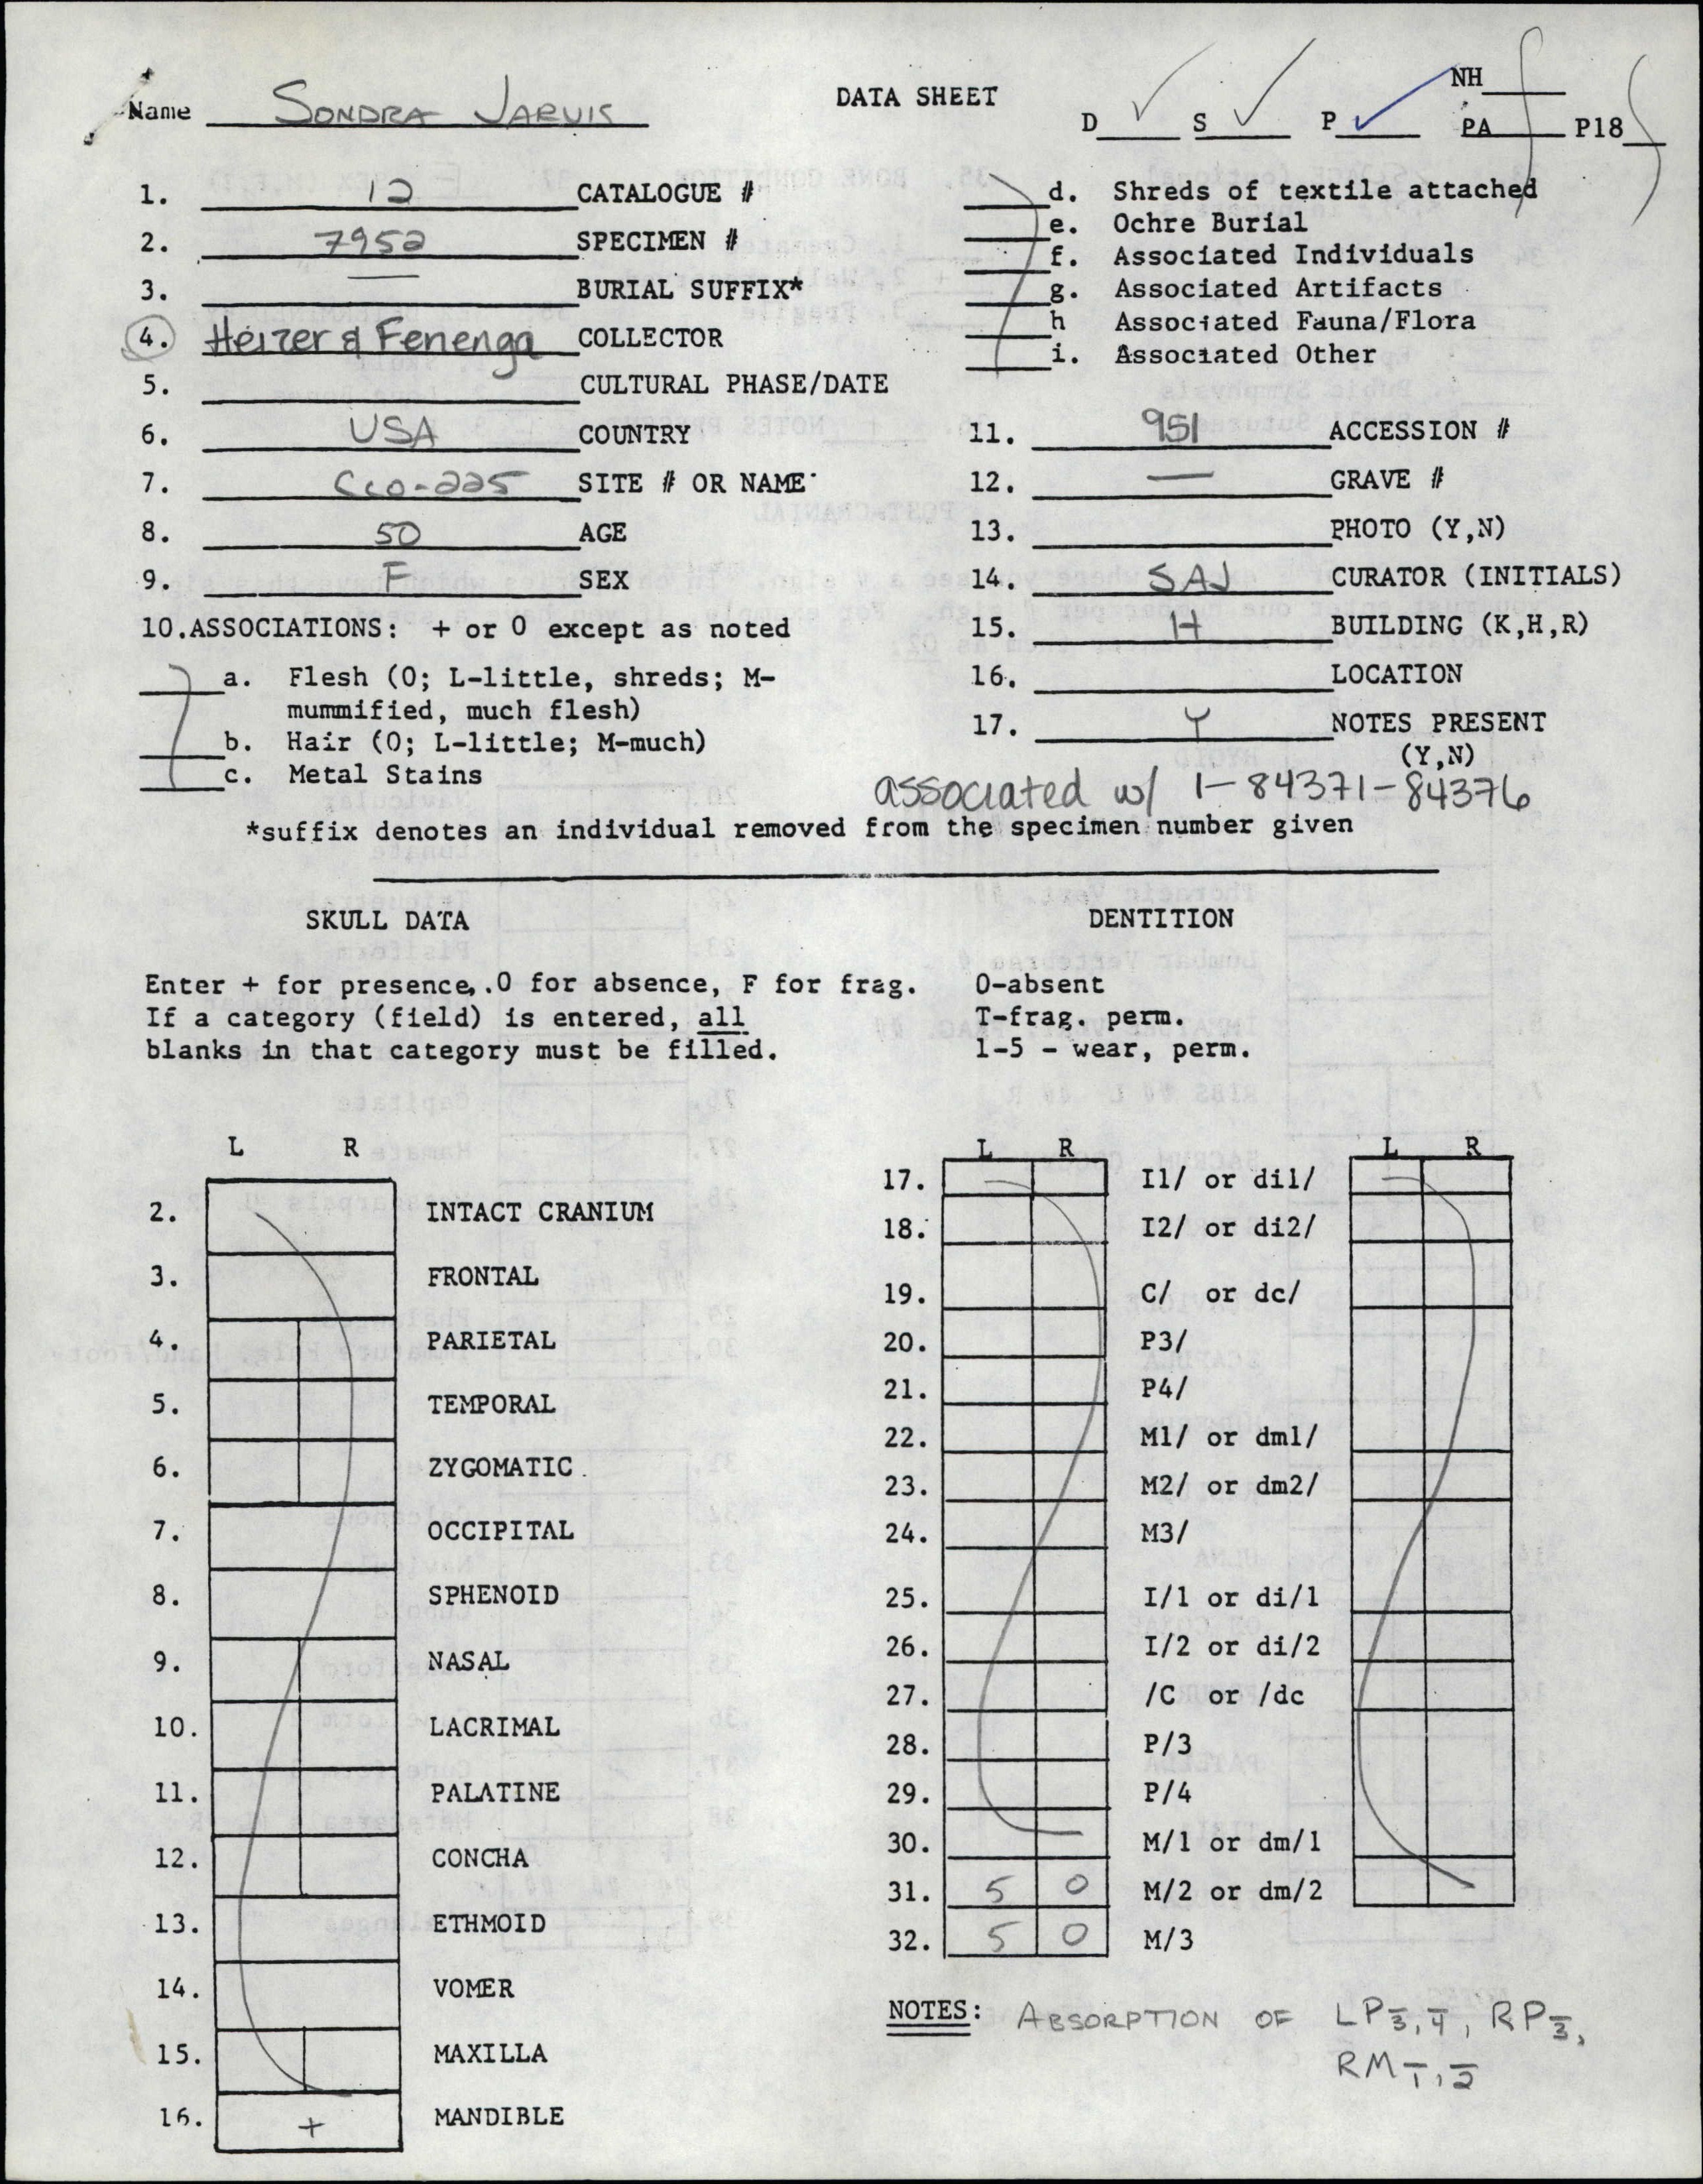 Name SONDRA JARVIS
DATA SHEET
NH
D ✓ S ✓ P ✓ PA P18
1. 12 CATALOGUE #
2. 7952 SPECIMEN #
3. — BURIAL SUFFIX*
4. Heizer & Fenenga COLLECTOR
5. CULTURAL PHASE/DATE
6. USA COUNTRY
7. CCO-225 SITE # OR NAME
8. 50 AGE
9. F SEX
10.ASSOCIATIONS: + or 0 except as noted
a. Flesh (0; L-little, shreds; M-
mummified, much flesh)
b. Hair (0; L-little; M-much)
c. Metal Stains
d. Shreds of textile attached
e. Ochre Burial
f. Associated Individuals
g. Associated Artifacts
h Associated Fauna/Flora
i. Associated Other
11. 951 ACCESSION #
12. — GRAVE #
13. PHOTO (Y,N)
14. SAJ CURATOR (INITIALS)
15. H BUILDING (K,H,R)
16. LOCATION
17. Y NOTES PRESENT
(Y,N)
associated w/ 1-84371-84376
*suffix denotes an individual removed from the specimen number given
SKULL DATA
Enter + for presence, .0 for absence, F for frag.
If a category (field) is entered, all
blanks in that category must be filled.
DENTITION
0-absent
T-frag. perm.
1-5 - wear, perm.
L R
2. INTACT CRANIUM
3. FRONTAL
4. PARIETAL
5. TEMPORAL
6. ZYGOMATIC
7. OCCIPITAL
8. SPHENOID
9. NASAL
10. LACRIMAL
11. PALATINE
12. CONCHA
13. ETHMOID
14. VOMER
15. MAXILLA
16. + MANDIBLE
L R L R
17. I1/ or di1/
18. I2/ or di2/
19. C/ or dc/
20. P3/
21. P4/
22. M1/ or dm1/
23. M2/ or dm2/
24. M3/
25. I/1 or di/1
26. I/2 or di/2
27. /C or /dc
28. P/3
29. P/4
30. M/1 or dm/1
31. 5 0 M/2 or dm/2
32. 5 0 M/3
NOTES: ABSORPTION OF LP3,4, RP3,
RM1,2